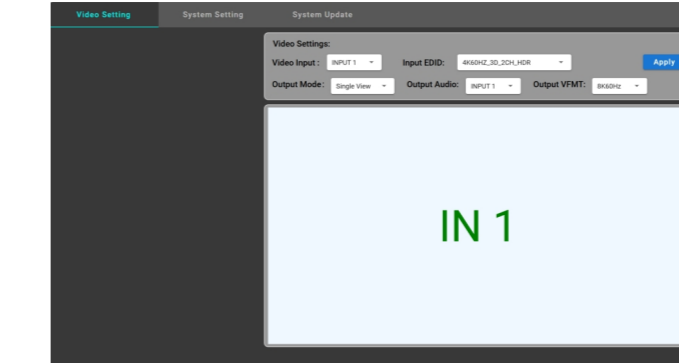 Video Setting System Setting System Update
Video Settings:
Video Input : INPUT 1 Input EDID: 4K60HZ_3D_2CH_HDR Apply
Output Mode: Single View Output Audio: INPUT 1 Output VFMT: 8K60Hz
IN 1